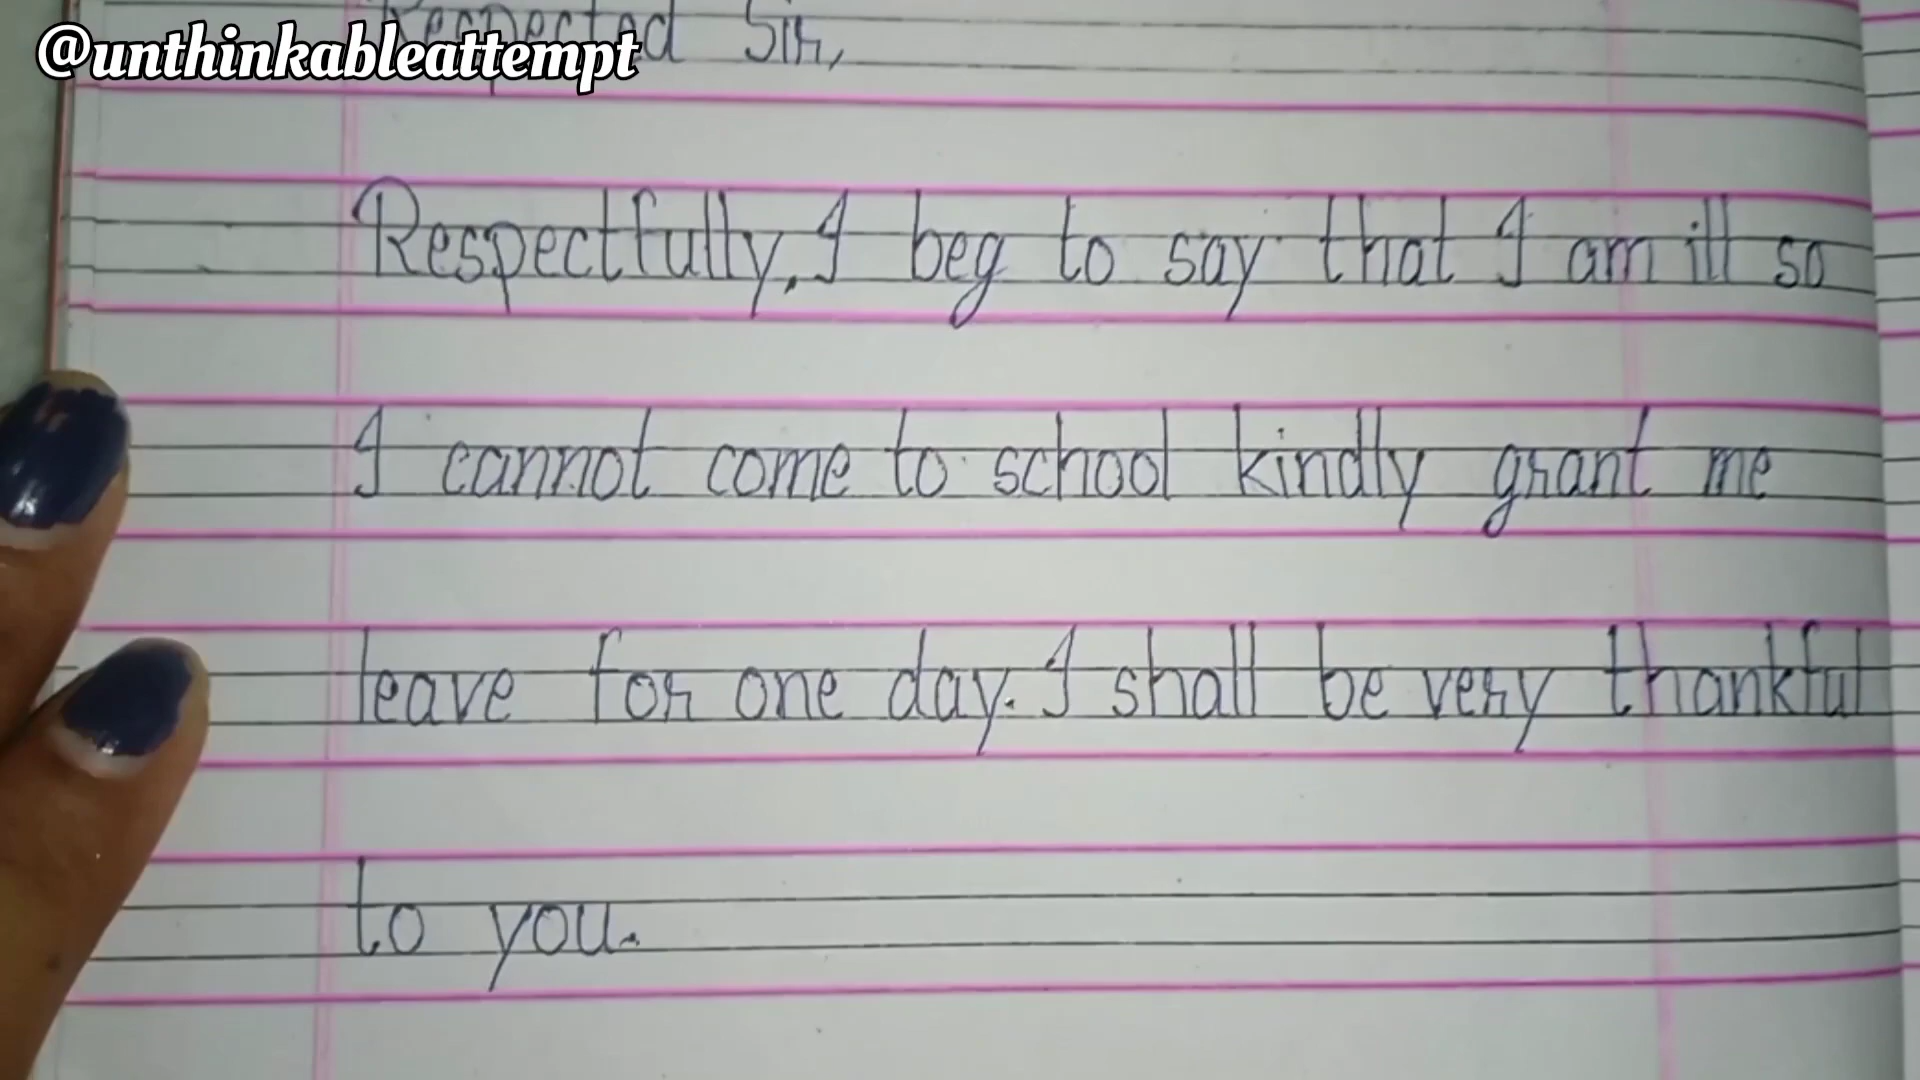 @unthinkableattempt
Respected Sir,
Respectfully, I beg to say that I am ill so
I cannot come to school kindly grant me
leave for one day. I shall be very thankful
to you.